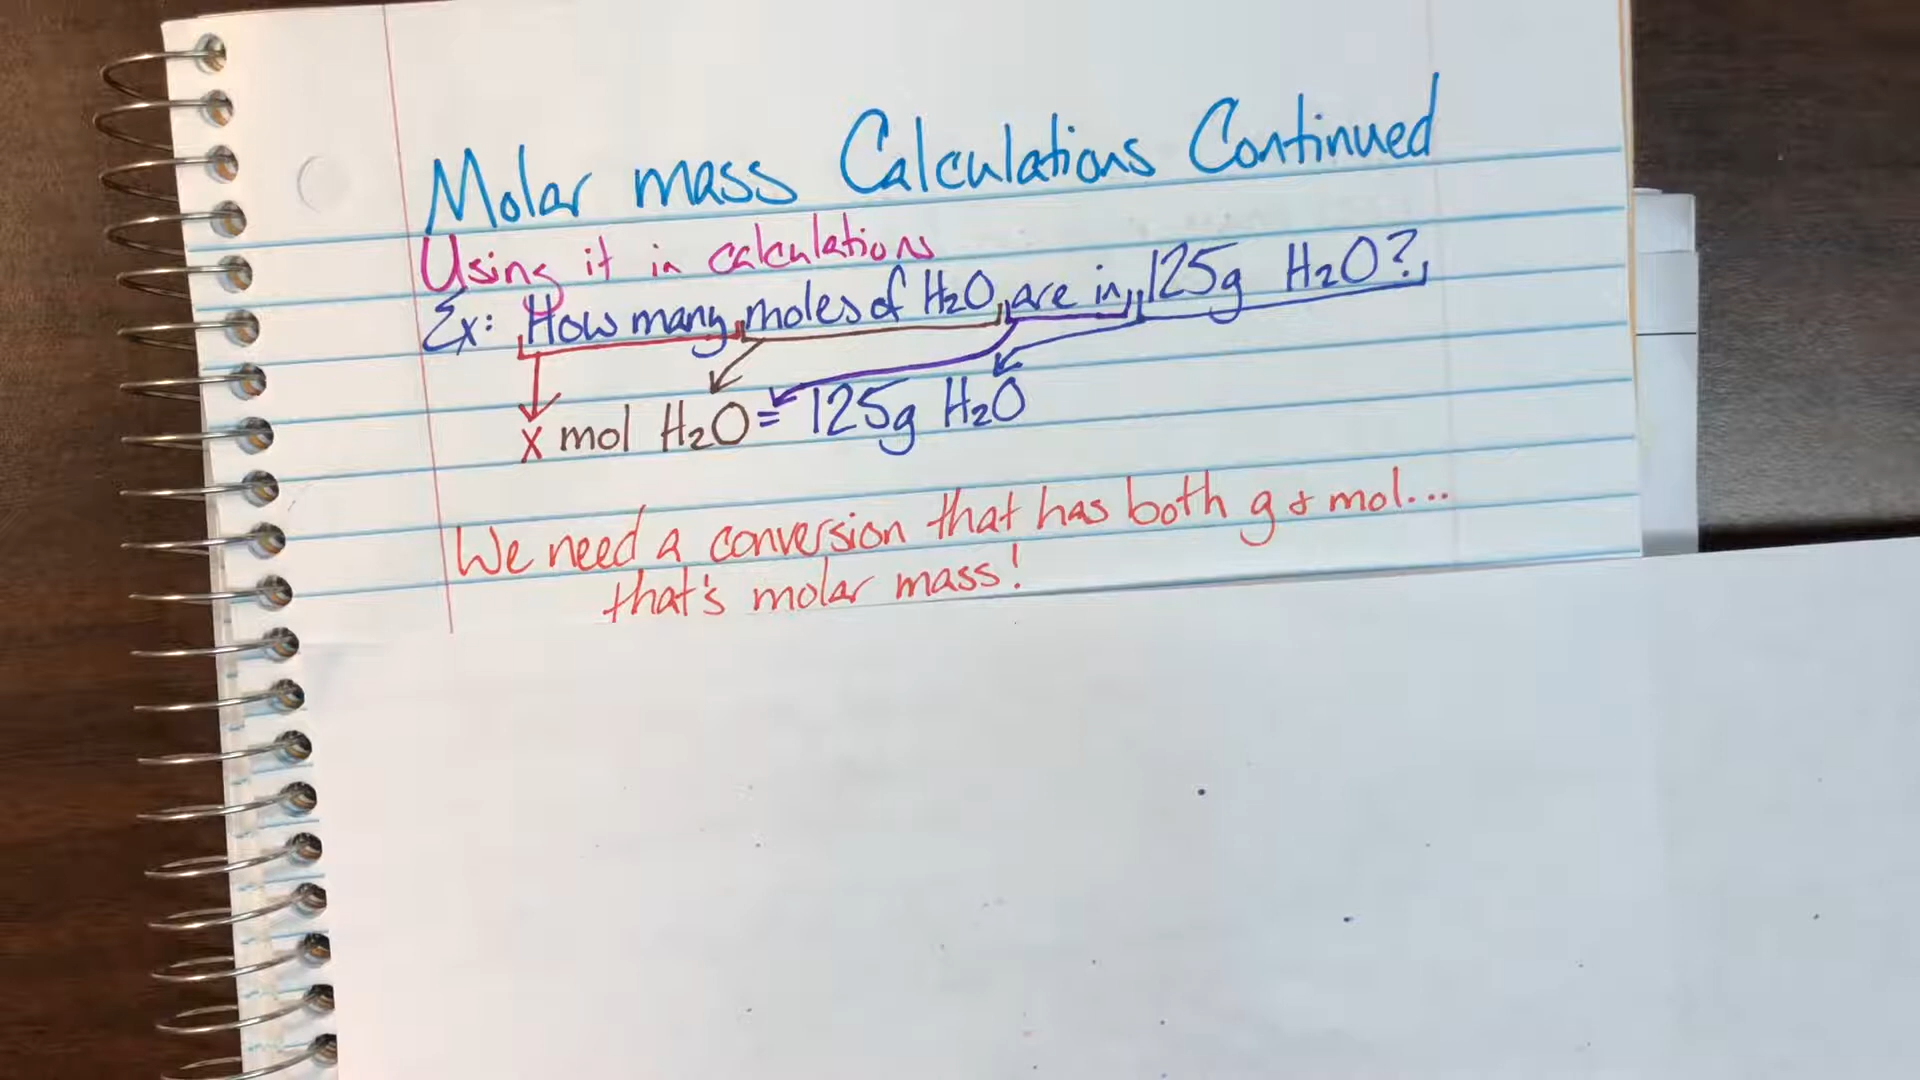 Molar mass Calculations Continued
Using it in calculations
Ex: How many moles of H₂O are in 125g H₂O?
x mol H₂O = 125g H₂O
We need a conversion that has both g & mol...
that's molar mass!